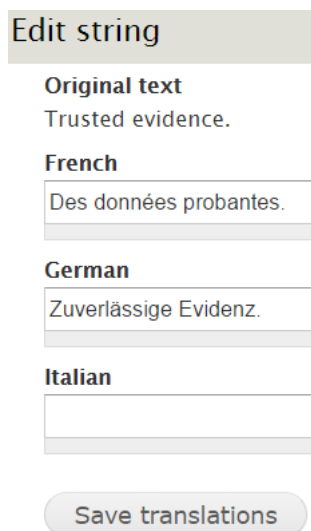 Edit string
Original text
Trusted evidence.
French
Des données probantes.
German
Zuverlässige Evidenz.
Italian
Save translations